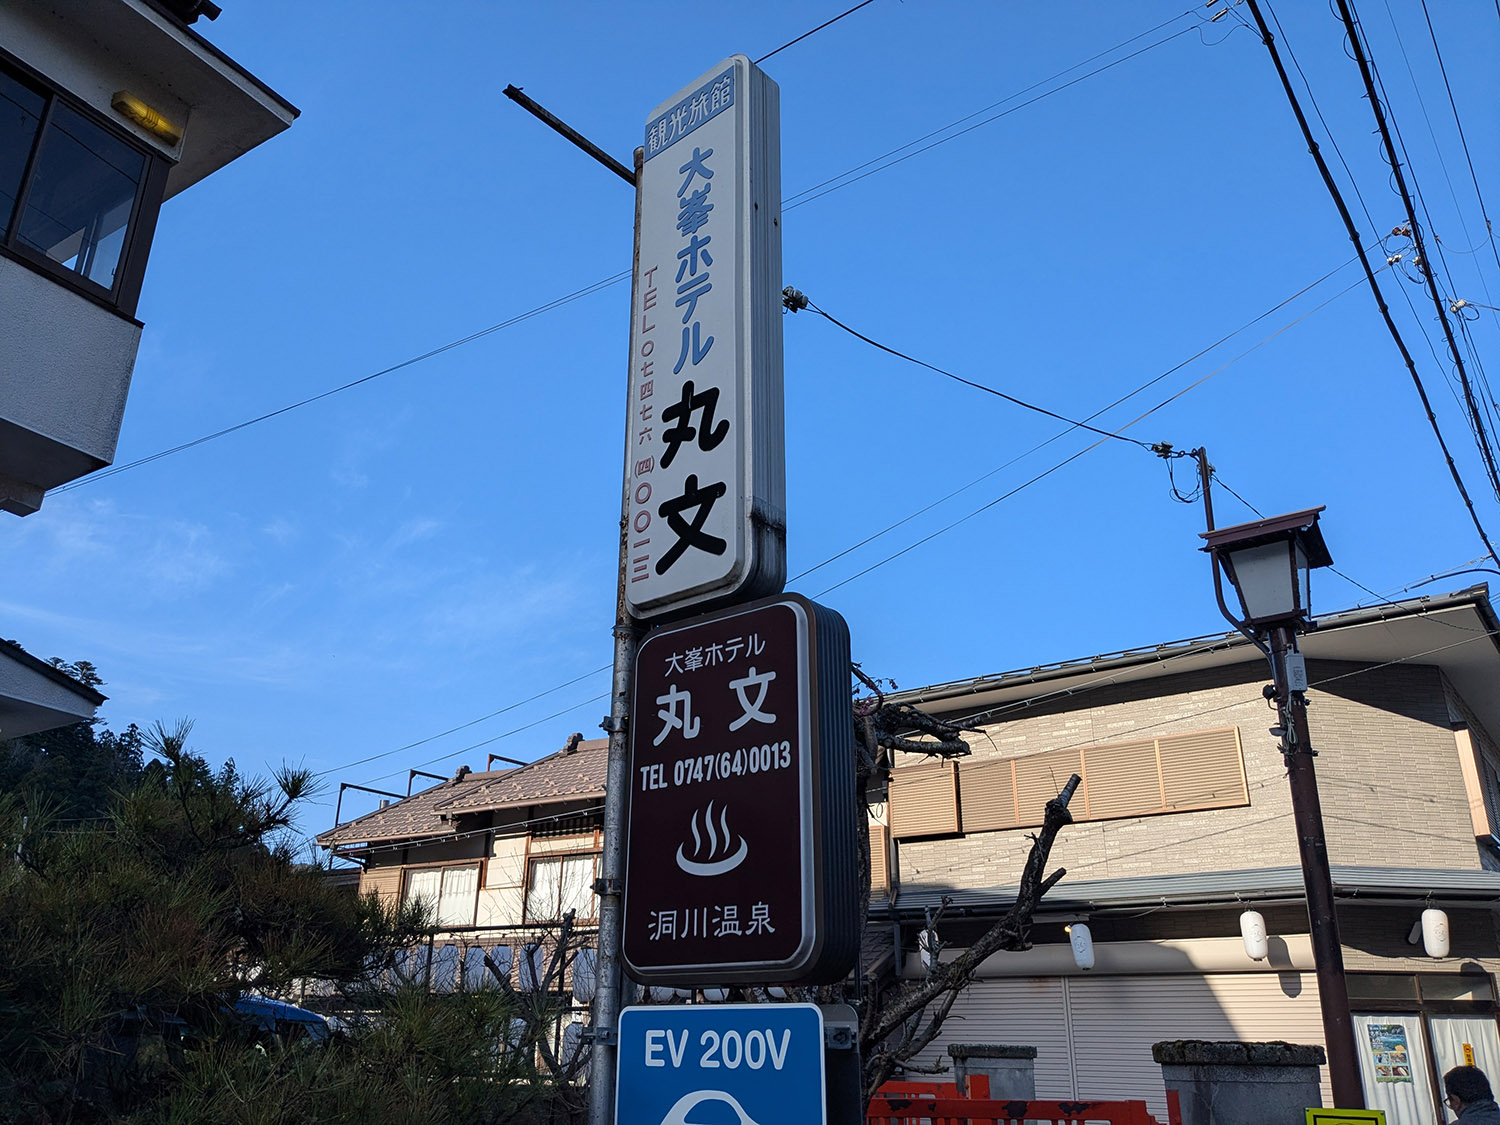 観光旅館
大峯ホテル 丸文
TEL〇七四七六(四)〇〇一三
大峯ホテル
丸文
TEL 0747(64)0013
洞川温泉
EV 200V